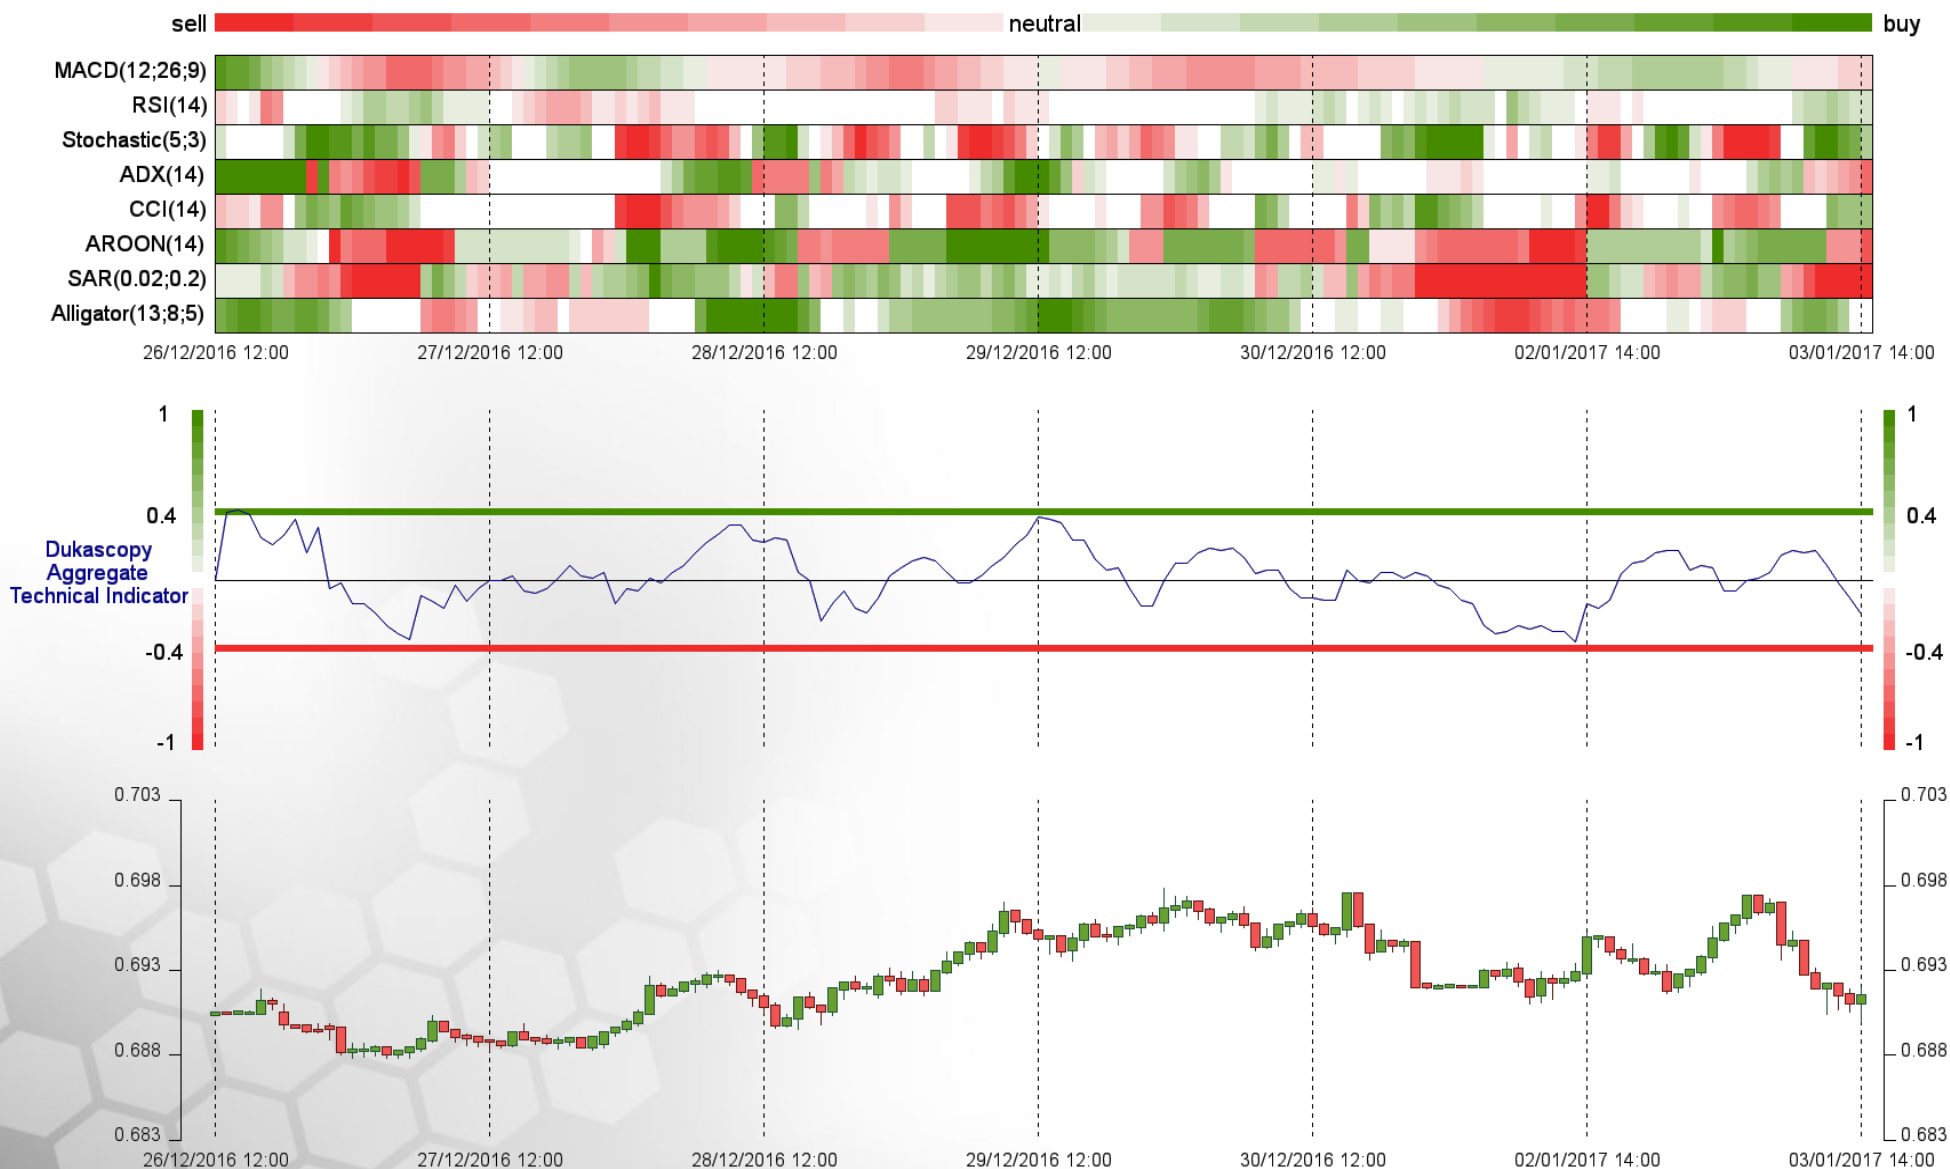 sell neutral buy
MACD(12;26;9)
RSI(14)
Stochastic(5;3)
ADX(14)
CCI(14)
AROON(14)
SAR(0.02;0.2)
Alligator(13;8;5)
26/12/2016 12:00 27/12/2016 12:00 28/12/2016 12:00 29/12/2016 12:00 30/12/2016 12:00 02/01/2017 14:00 03/01/2017 14:00
1 1
0.4 0.4
Dukascopy
Aggregate
Technical Indicator
-0.4 -0.4
-1 -1
0.703 0.703
0.698 0.698
0.693 0.693
0.688 0.688
0.683 0.683
26/12/2016 12:00 27/12/2016 12:00 28/12/2016 12:00 29/12/2016 12:00 30/12/2016 12:00 02/01/2017 14:00 03/01/2017 14:00